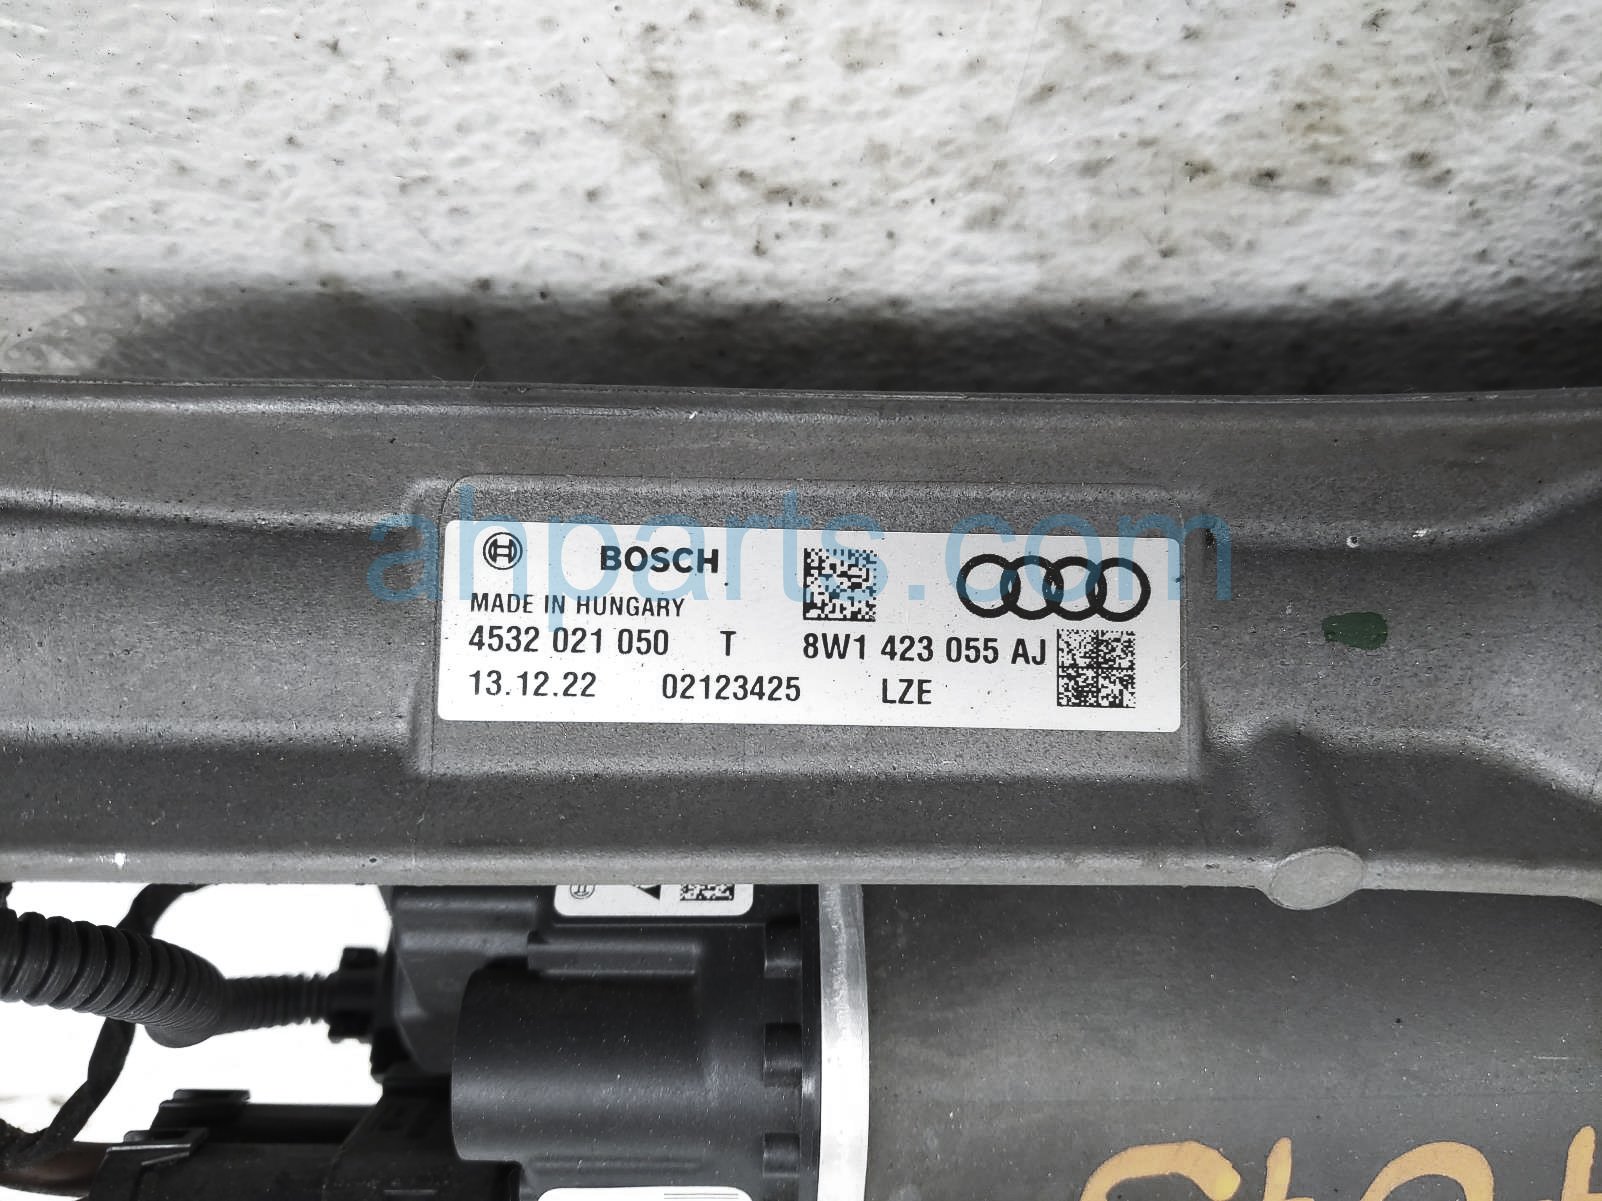 BOSCH
MADE IN HUNGARY
4532 021 050 T 8W1 423 055 AJ
13.12.22 02123425 LZE
ahparts.com